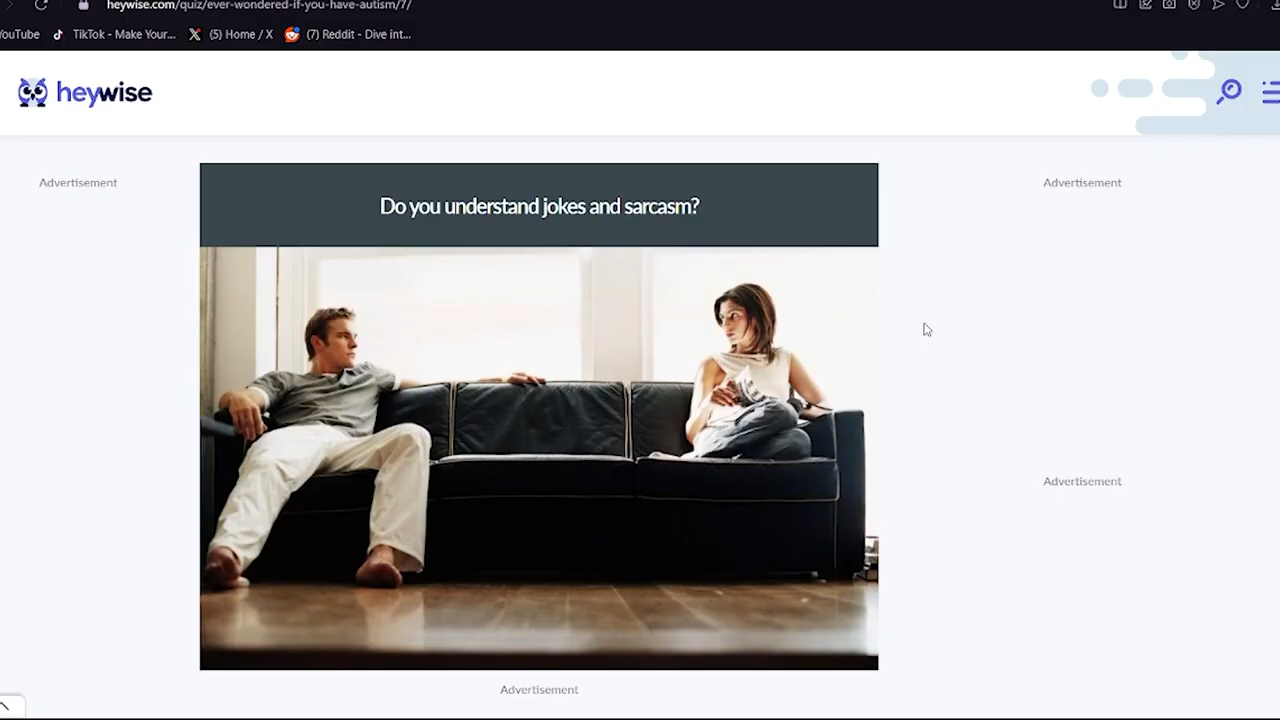 heywise.com/quiz/ever-wondered-if-you-have-autism/7/
YouTube
TikTok - Make Your...
(5) Home / X
(7) Reddit - Dive int...
heywise
Advertisement
Do you understand jokes and sarcasm?
Advertisement
Advertisement
Advertisement